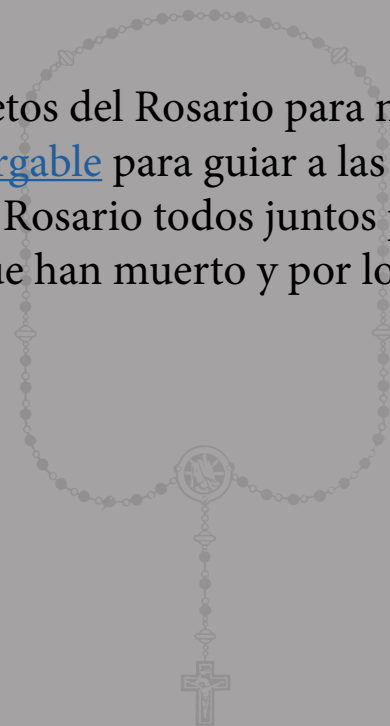 etos del Rosario para
rgable para guiar a las
Rosario todos juntos
ue han muerto y por lo